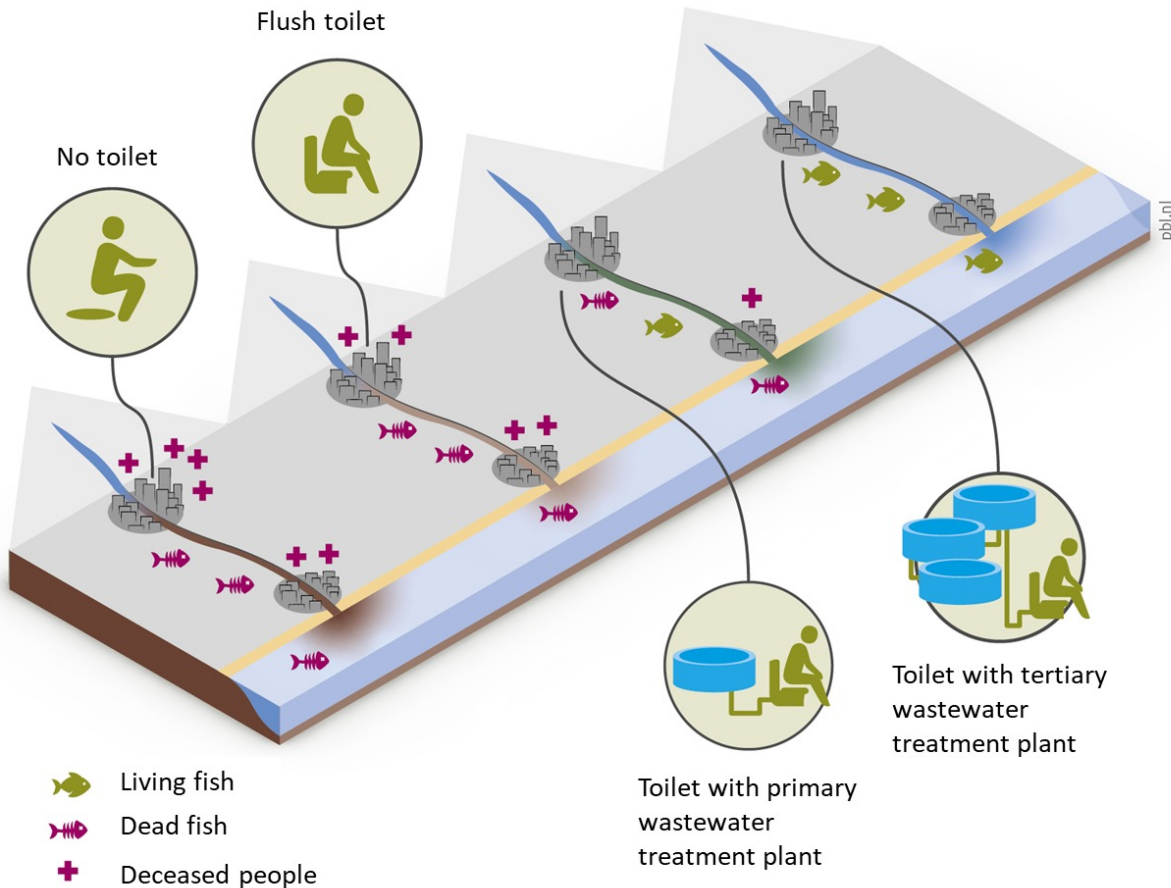 Flush toilet
No toilet
pbl.nl
Toilet with tertiary
wastewater
treatment plant
Toilet with primary
wastewater
treatment plant
Living fish
Dead fish
Deceased people